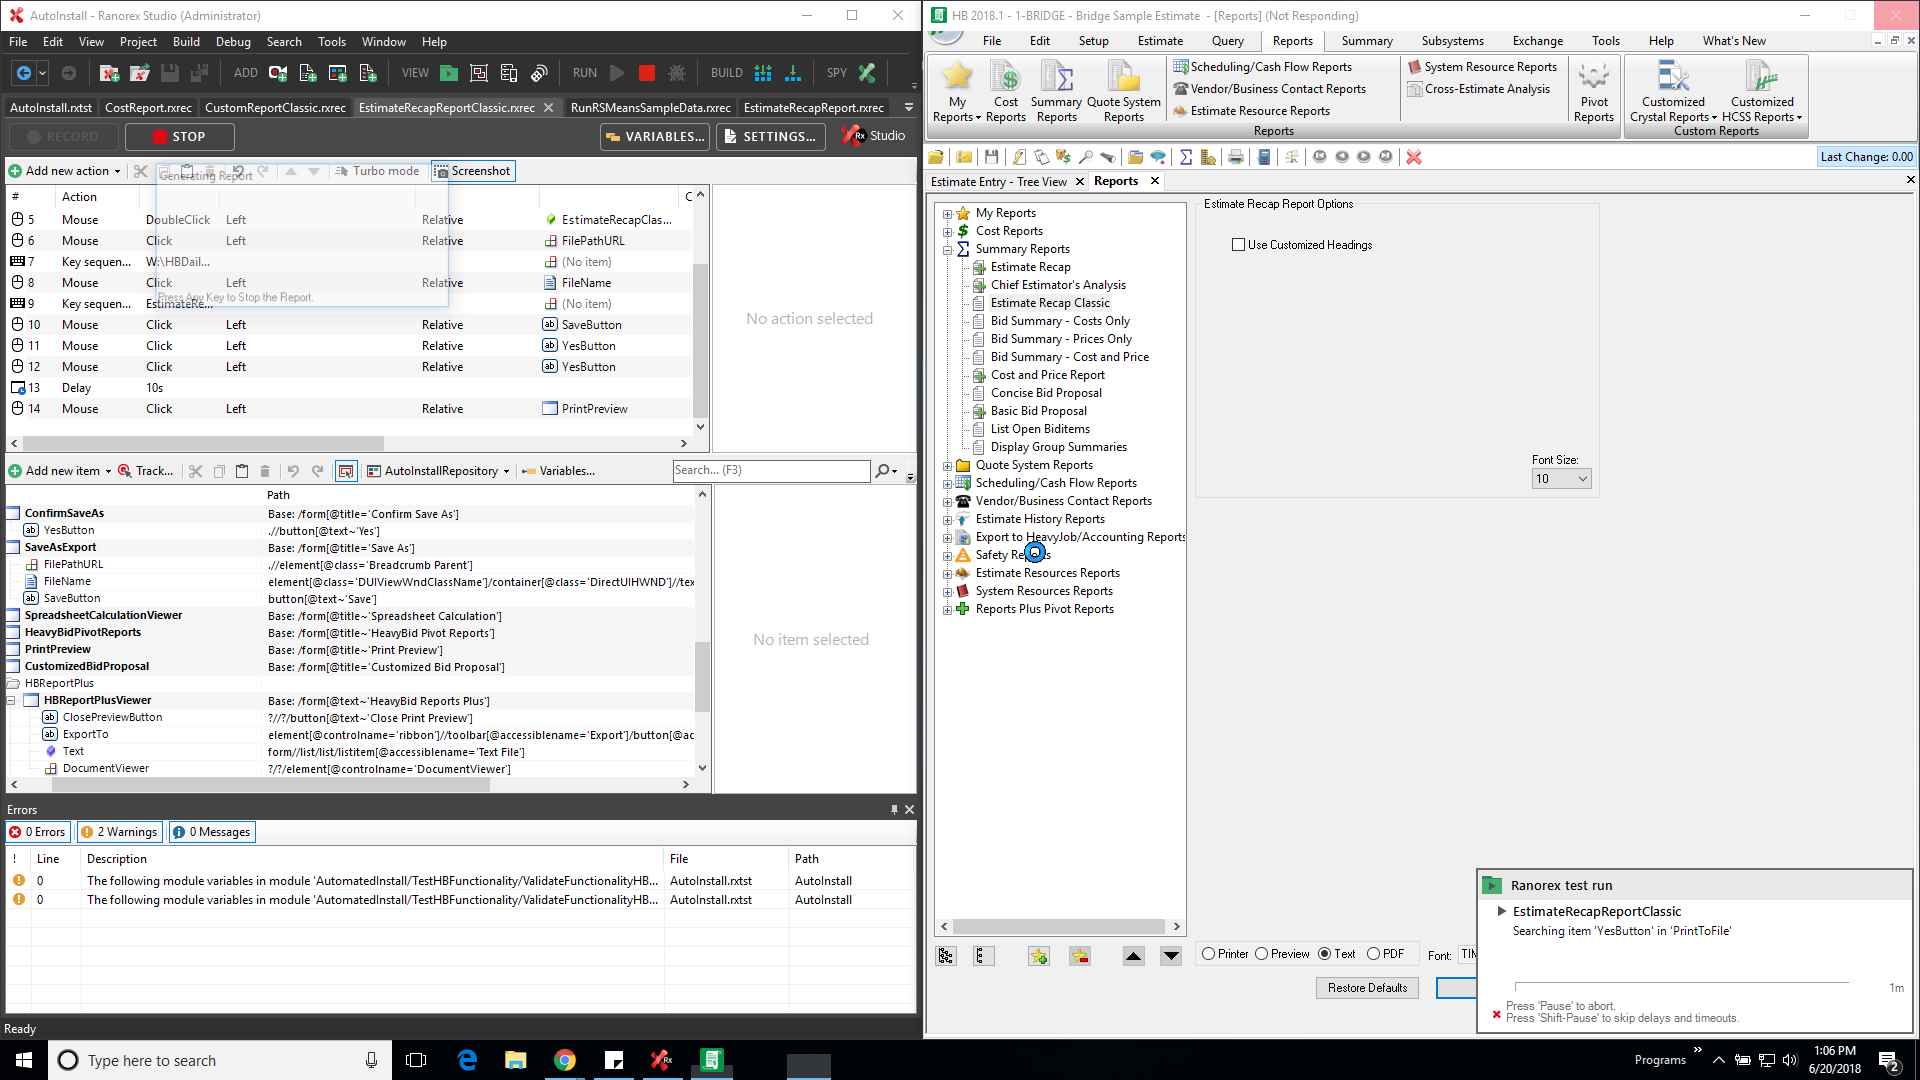 AutoInstall - Ranorex Studio (Administrator)
File Edit View Project Build Debug Search Tools Window Help
ADD VIEW RUN BUILD SPY
AutoInstall.rxtst CostReport.rxrec CustomReportClassic.rxrec EstimateRecapReportClassic.rxrec RunRSMeansSampleData.rxrec EstimateRecapReport.rxrec
RECORD STOP VARIABLES... SETTINGS... Rx Studio
Add new action Turbo mode Screenshot
Generating Report
# Action C
5 Mouse DoubleClick Left Relative EstimateRecapClas...
6 Mouse Click Left Relative FilePathURL
7 Key sequen... W:\HBDail... (No item)
8 Mouse Click Left Relative FileName
Press Any Key to Stop the Report.
9 Key sequen... EstimateRe... (No item)
10 Mouse Click Left Relative SaveButton
11 Mouse Click Left Relative YesButton
12 Mouse Click Left Relative YesButton
13 Delay 10s
14 Mouse Click Left Relative PrintPreview
No action selected
Add new item Track... AutoInstallRepository Variables... Search... (F3)
Path
ConfirmSaveAs Base: /form[@title='Confirm Save As']
YesButton .//button[@text~'Yes']
SaveAsExport Base: /form[@title='Save As']
FilePathURL .//element[@class='Breadcrumb Parent']
FileName element[@class='DUIViewWndClassName']/container[@class='DirectUIHWND']//tex
SaveButton button[@text~'Save']
SpreadsheetCalculationViewer Base: /form[@title~'Spreadsheet Calculation']
HeavyBidPivotReports Base: /form[@title~'HeavyBid Pivot Reports']
PrintPreview Base: /form[@title~'Print Preview']
CustomizedBidProposal Base: /form[@title='Customized Bid Proposal']
HBReportPlus
HBReportPlusViewer Base: /form[@text~'HeavyBid Reports Plus']
ClosePreviewButton ?//?/button[@text~'Close Print Preview']
ExportTo element[@controlname='ribbon']//toolbar[@accessiblename='Export']/button[@ac
Text form//list/list/listitem[@accessiblename='Text File']
DocumentViewer ?/?/element[@controlname='DocumentViewer']
No item selected
Errors
0 Errors 2 Warnings 0 Messages
! Line Description File Path
0 The following module variables in module 'AutomatedInstall/TestHBFunctionality/ValidateFunctionalityHB... AutoInstall.rxtst AutoInstall
0 The following module variables in module 'AutomatedInstall/TestHBFunctionality/ValidateFunctionalityHB... AutoInstall.rxtst AutoInstall
Ready
HB 2018.1 - 1-BRIDGE - Bridge Sample Estimate - [Reports] (Not Responding)
File Edit Setup Estimate Query Reports Summary Subsystems Exchange Tools Help What's New
My Reports
Cost Reports
Summary Reports
Quote System Reports
Scheduling/Cash Flow Reports
Vendor/Business Contact Reports
Estimate Resource Reports
System Resource Reports
Cross-Estimate Analysis
Pivot Reports
Customized Crystal Reports
Customized HCSS Reports
Reports Custom Reports
Last Change: 0.00
Estimate Entry - Tree View Reports
My Reports
Cost Reports
Summary Reports
Estimate Recap
Chief Estimator's Analysis
Estimate Recap Classic
Bid Summary - Costs Only
Bid Summary - Prices Only
Bid Summary - Cost and Price
Cost and Price Report
Concise Bid Proposal
Basic Bid Proposal
List Open Biditems
Display Group Summaries
Quote System Reports
Scheduling/Cash Flow Reports
Vendor/Business Contact Reports
Estimate History Reports
Export to HeavyJob/Accounting Reports
Safety Reports
Estimate Resources Reports
System Resources Reports
Reports Plus Pivot Reports
Estimate Recap Report Options
Use Customized Headings
Font Size:
10
Printer Preview Text PDF Font: TIM
Restore Defaults
Ranorex test run
EstimateRecapReportClassic
Searching item 'YesButton' in 'PrintToFile'
1m
Press 'Pause' to abort.
Press 'Shift-Pause' to skip delays and timeouts.
Type here to search
Programs
1:06 PM
6/20/2018
2